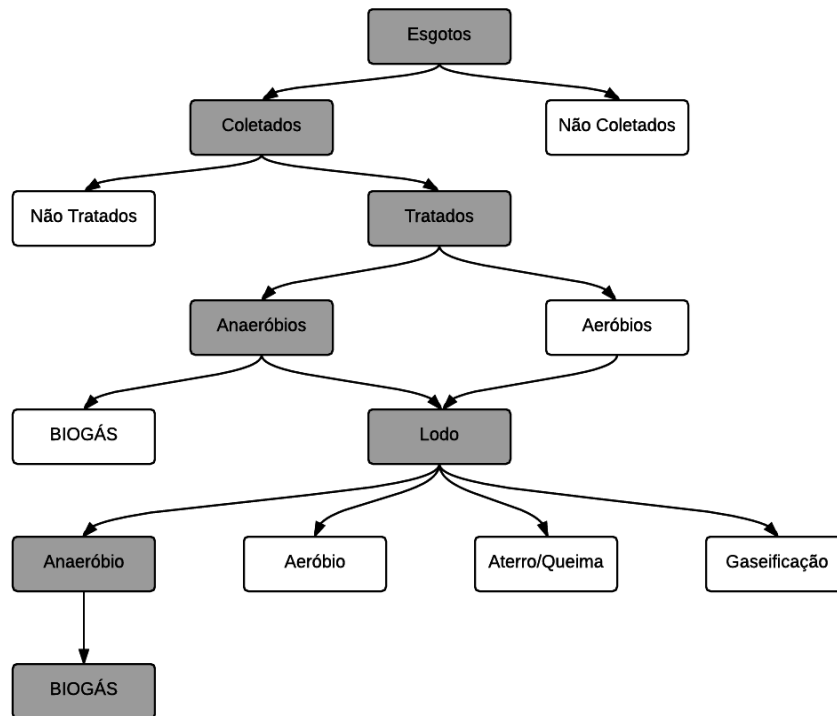 Esgotos
Coletados
Não Coletados
Não Tratados
Tratados
Anaeróbios
Aeróbios
BIOGÁS
Lodo
Anaeróbio
Aeróbio
Aterro/Queima
Gaseificação
BIOGÁS